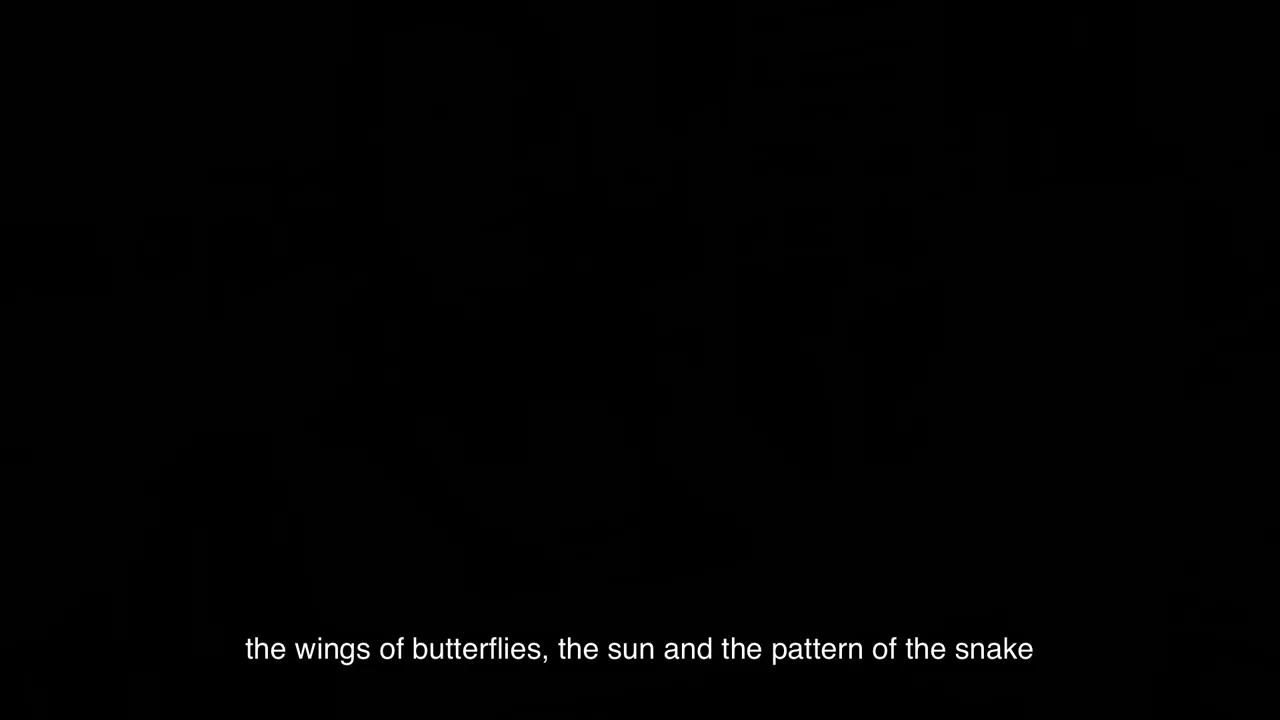 the wings of butterflies, the sun and the pattern of the snake